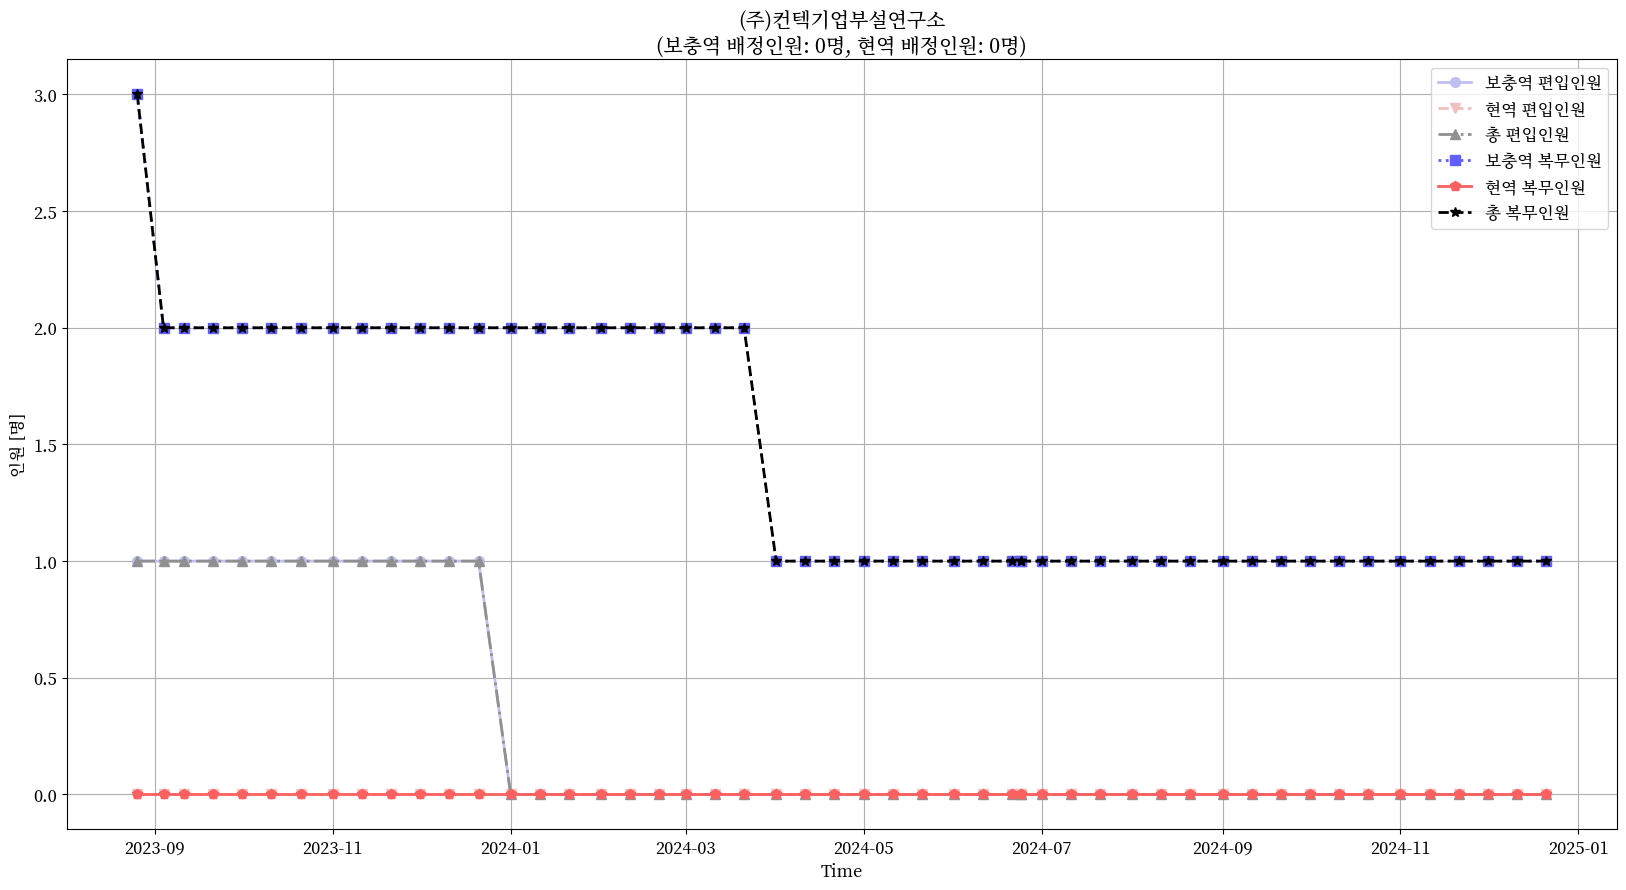 (주)컨텍기업부설연구소
(보충역 배정인원: 0명, 현역 배정인원: 0명)
보충역 편입인원
현역 편입인원
총 편입인원
보충역 복무인원
현역 복무인원
총 복무인원
3.0
2.5
2.0
1.5
1.0
0.5
0.0
인원 [명]
2023-09 2023-11 2024-01 2024-03 2024-05 2024-07 2024-09 2024-11 2025-01
Time